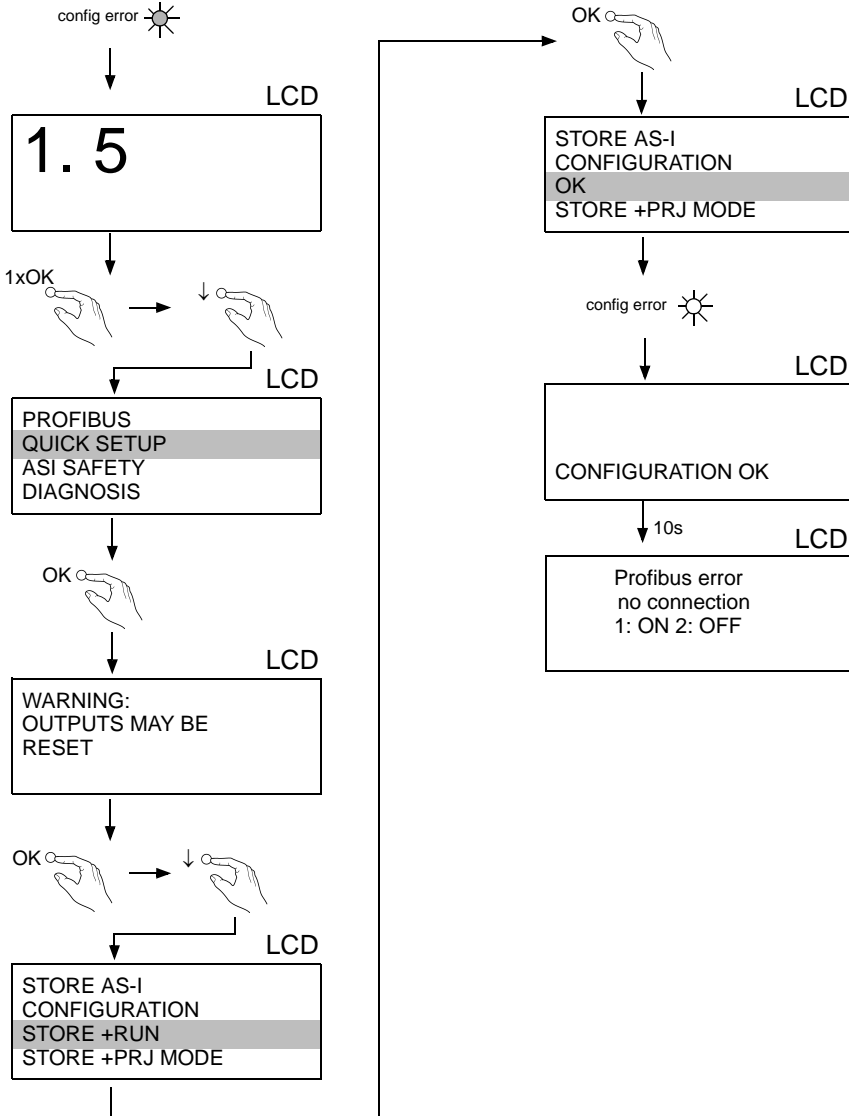 config error
LCD
1. 5
1xOK
↓
LCD
PROFIBUS
QUICK SETUP
ASI SAFETY
DIAGNOSIS
OK
LCD
WARNING:
OUTPUTS MAY BE
RESET
OK
↓
LCD
STORE AS-I
CONFIGURATION
STORE +RUN
STORE +PRJ MODE
OK
LCD
STORE AS-I
CONFIGURATION
OK
STORE +PRJ MODE
config error
LCD
CONFIGURATION OK
10s
LCD
Profibus error
no connection
1: ON 2: OFF